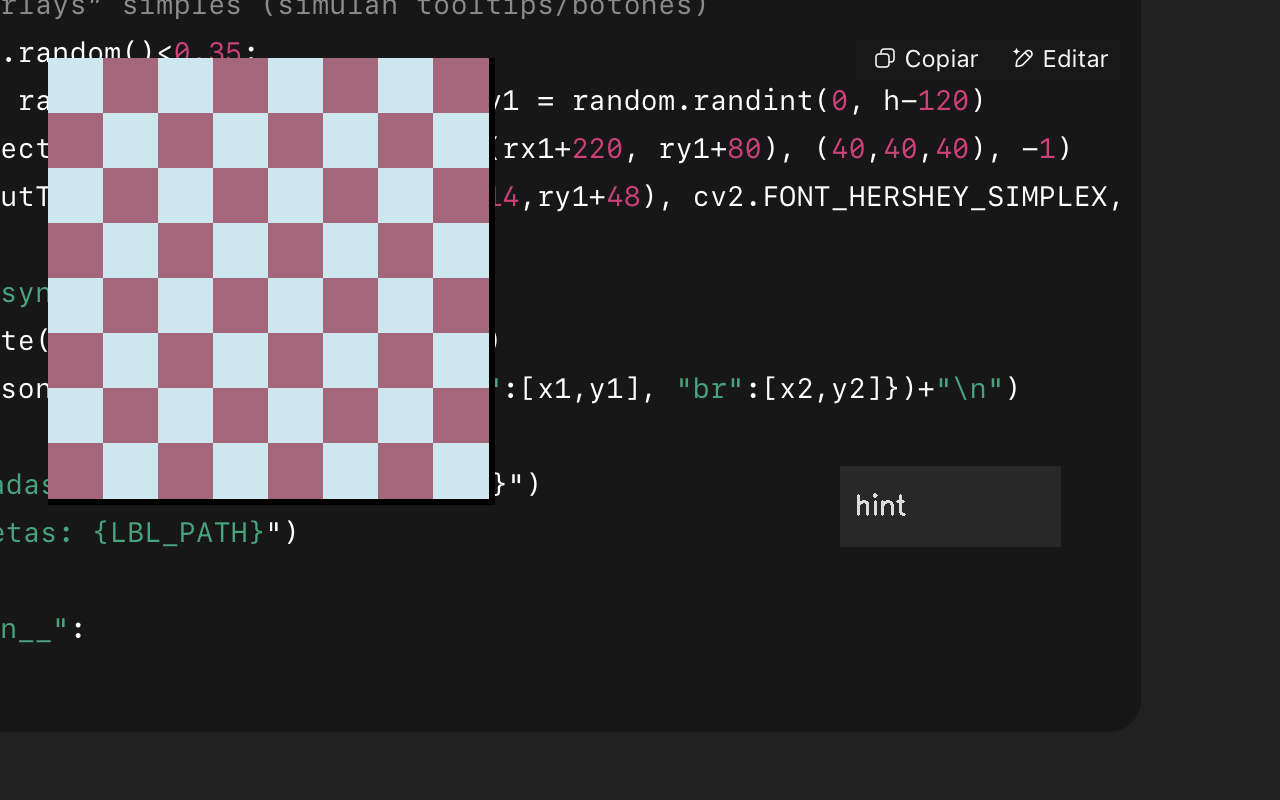 rlays” simples (simulan tooltips/botones)
.random()<0.35:
Copiar Editar
ra y1 = random.randint(0, h-120)
ect (rx1+220, ry1+80), (40,40,40), -1)
utT 14,ry1+48), cv2.FONT_HERSHEY_SIMPLEX,
syn
te( )
son ":[x1,y1], "br":[x2,y2]})+"\n")
adas }")
hint
etas: {LBL_PATH}")
n__":